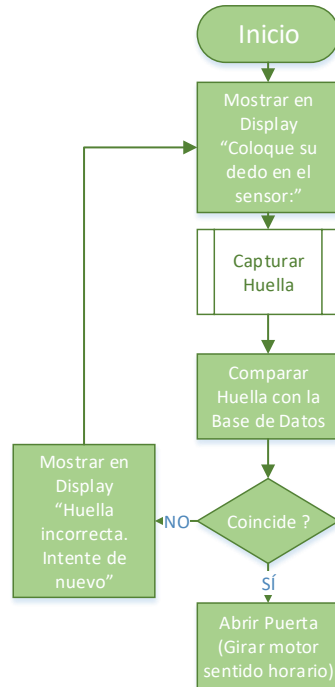 Inicio
Mostrar en
Display
“Coloque su
dedo en el
sensor:”
Capturar
Huella
Comparar
Huella con la
Base de Datos
Coincide ?
NO
Mostrar en
Display
“Huella
incorrecta.
Intente de
nuevo”
SÍ
Abrir Puerta
(Girar motor
sentido horario)